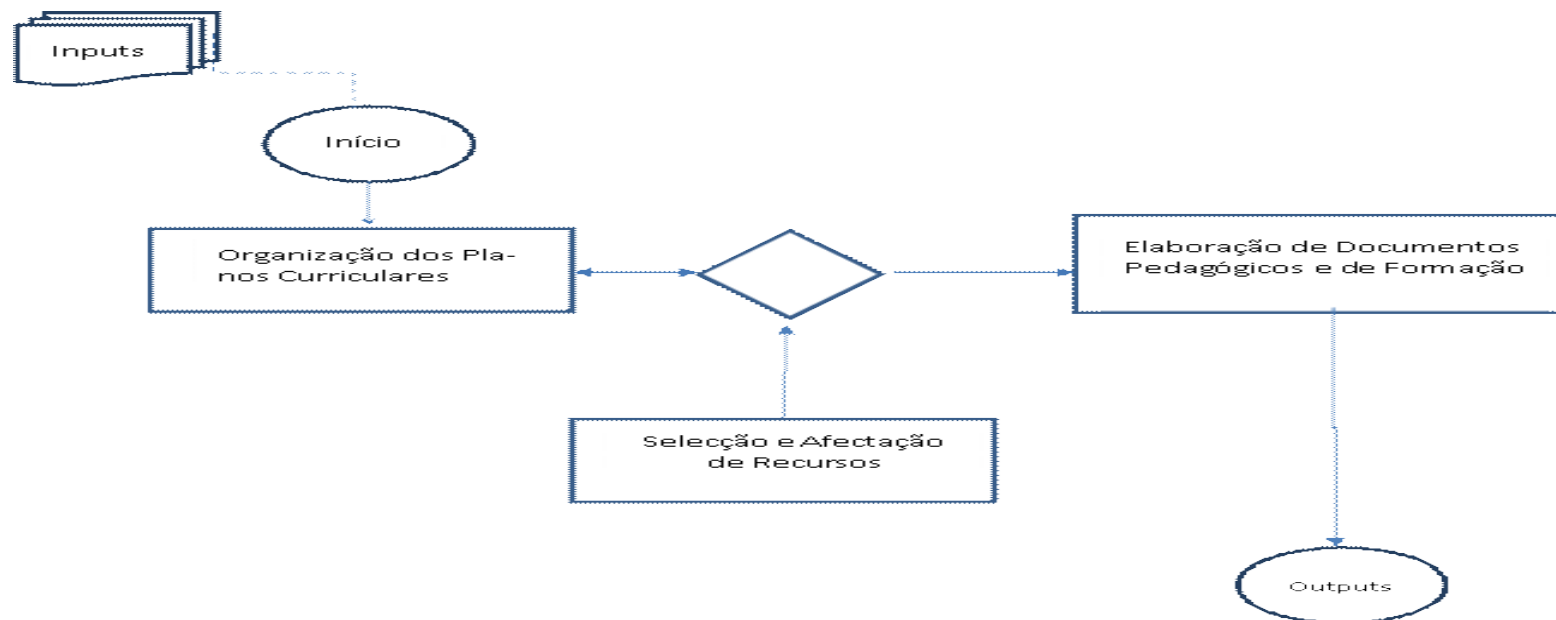 Inputs
Início
Organização dos Pla-
nos Curriculares
Elaboração de Documentos
Pedagógicos e de Formação
Selecção e Afectação
de Recursos
Outputs